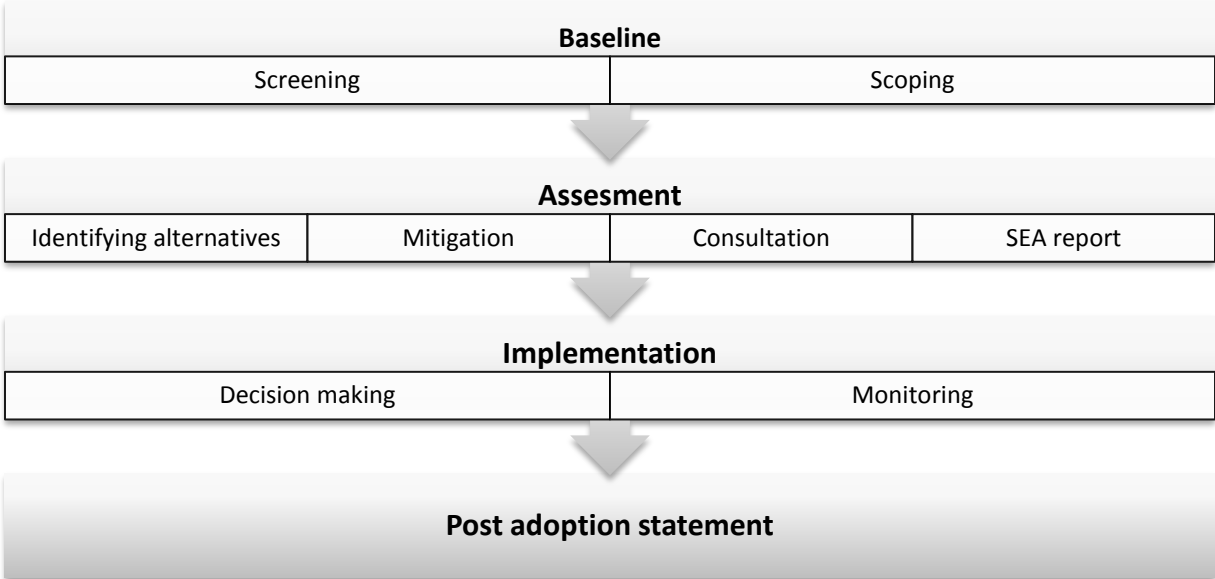 Baseline
Screening
Scoping
Assesment
Identifying alternatives
Mitigation
Consultation
SEA report
Implementation
Decision making
Monitoring
Post adoption statement